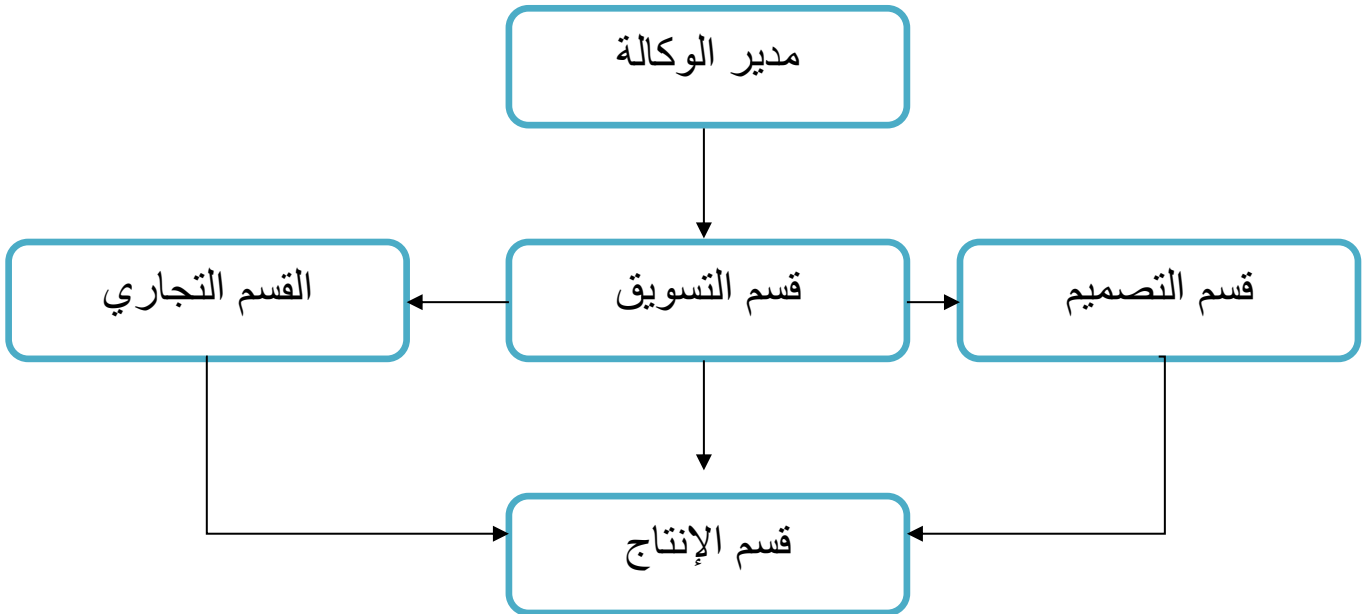 مدير الوكالة
قسم التصميم
قسم التسويق
القسم التجاري
قسم الإنتاج